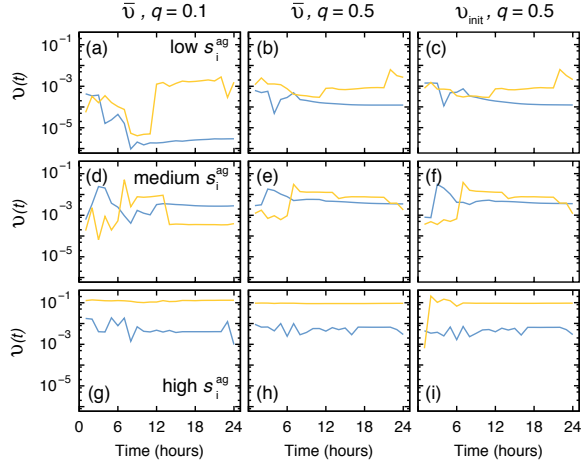 ῡ , q = 0.1
ῡ , q = 0.5
υ_init , q = 0.5
10⁻¹
10⁻³
10⁻⁵
υ(t)
(a)
low s_i^ag
(b)
(c)
10⁻¹
10⁻³
10⁻⁵
υ(t)
(d)
medium s_i^ag
(e)
(f)
10⁻¹
10⁻³
10⁻⁵
υ(t)
(g)
high s_i^ag
(h)
(i)
0 6 12 18 24
6 12 18 24
6 12 18 24
Time (hours)
Time (hours)
Time (hours)